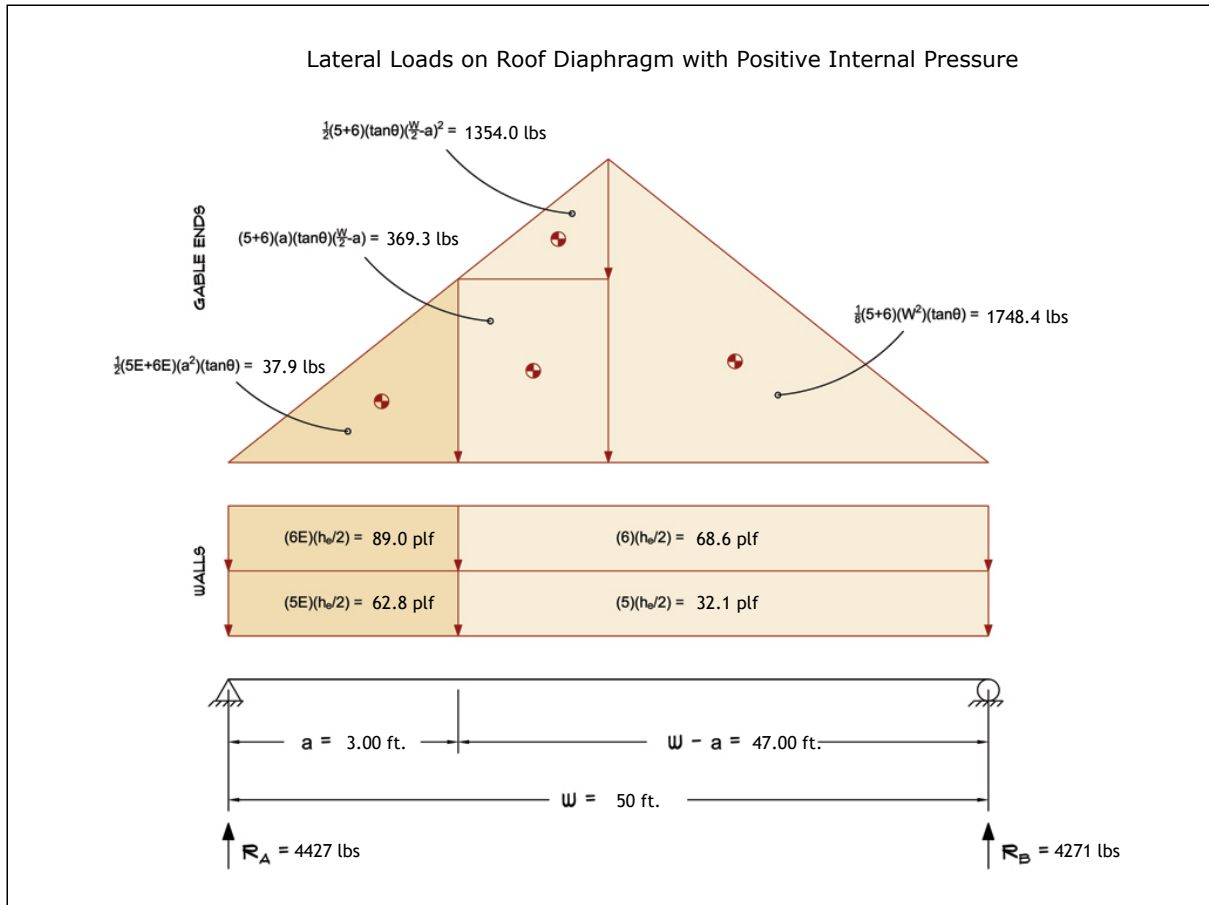 Lateral Loads on Roof Diaphragm with Positive Internal Pressure
½(5+6)(tanθ)(W/2-a)² = 1354.0 lbs
GABLE ENDS
(5+6)(a)(tanθ)(W/2-a) = 369.3 lbs
⅛(5+6)(W²)(tanθ) = 1748.4 lbs
½(5E+6E)(a²)(tanθ) = 37.9 lbs
WALLS
(6E)(hₑ/2) = 89.0 plf
(6)(hₑ/2) = 68.6 plf
(5E)(hₑ/2) = 62.8 plf
(5)(hₑ/2) = 32.1 plf
a = 3.00 ft.
W - a = 47.00 ft.
W = 50 ft.
R_A = 4427 lbs
R_B = 4271 lbs